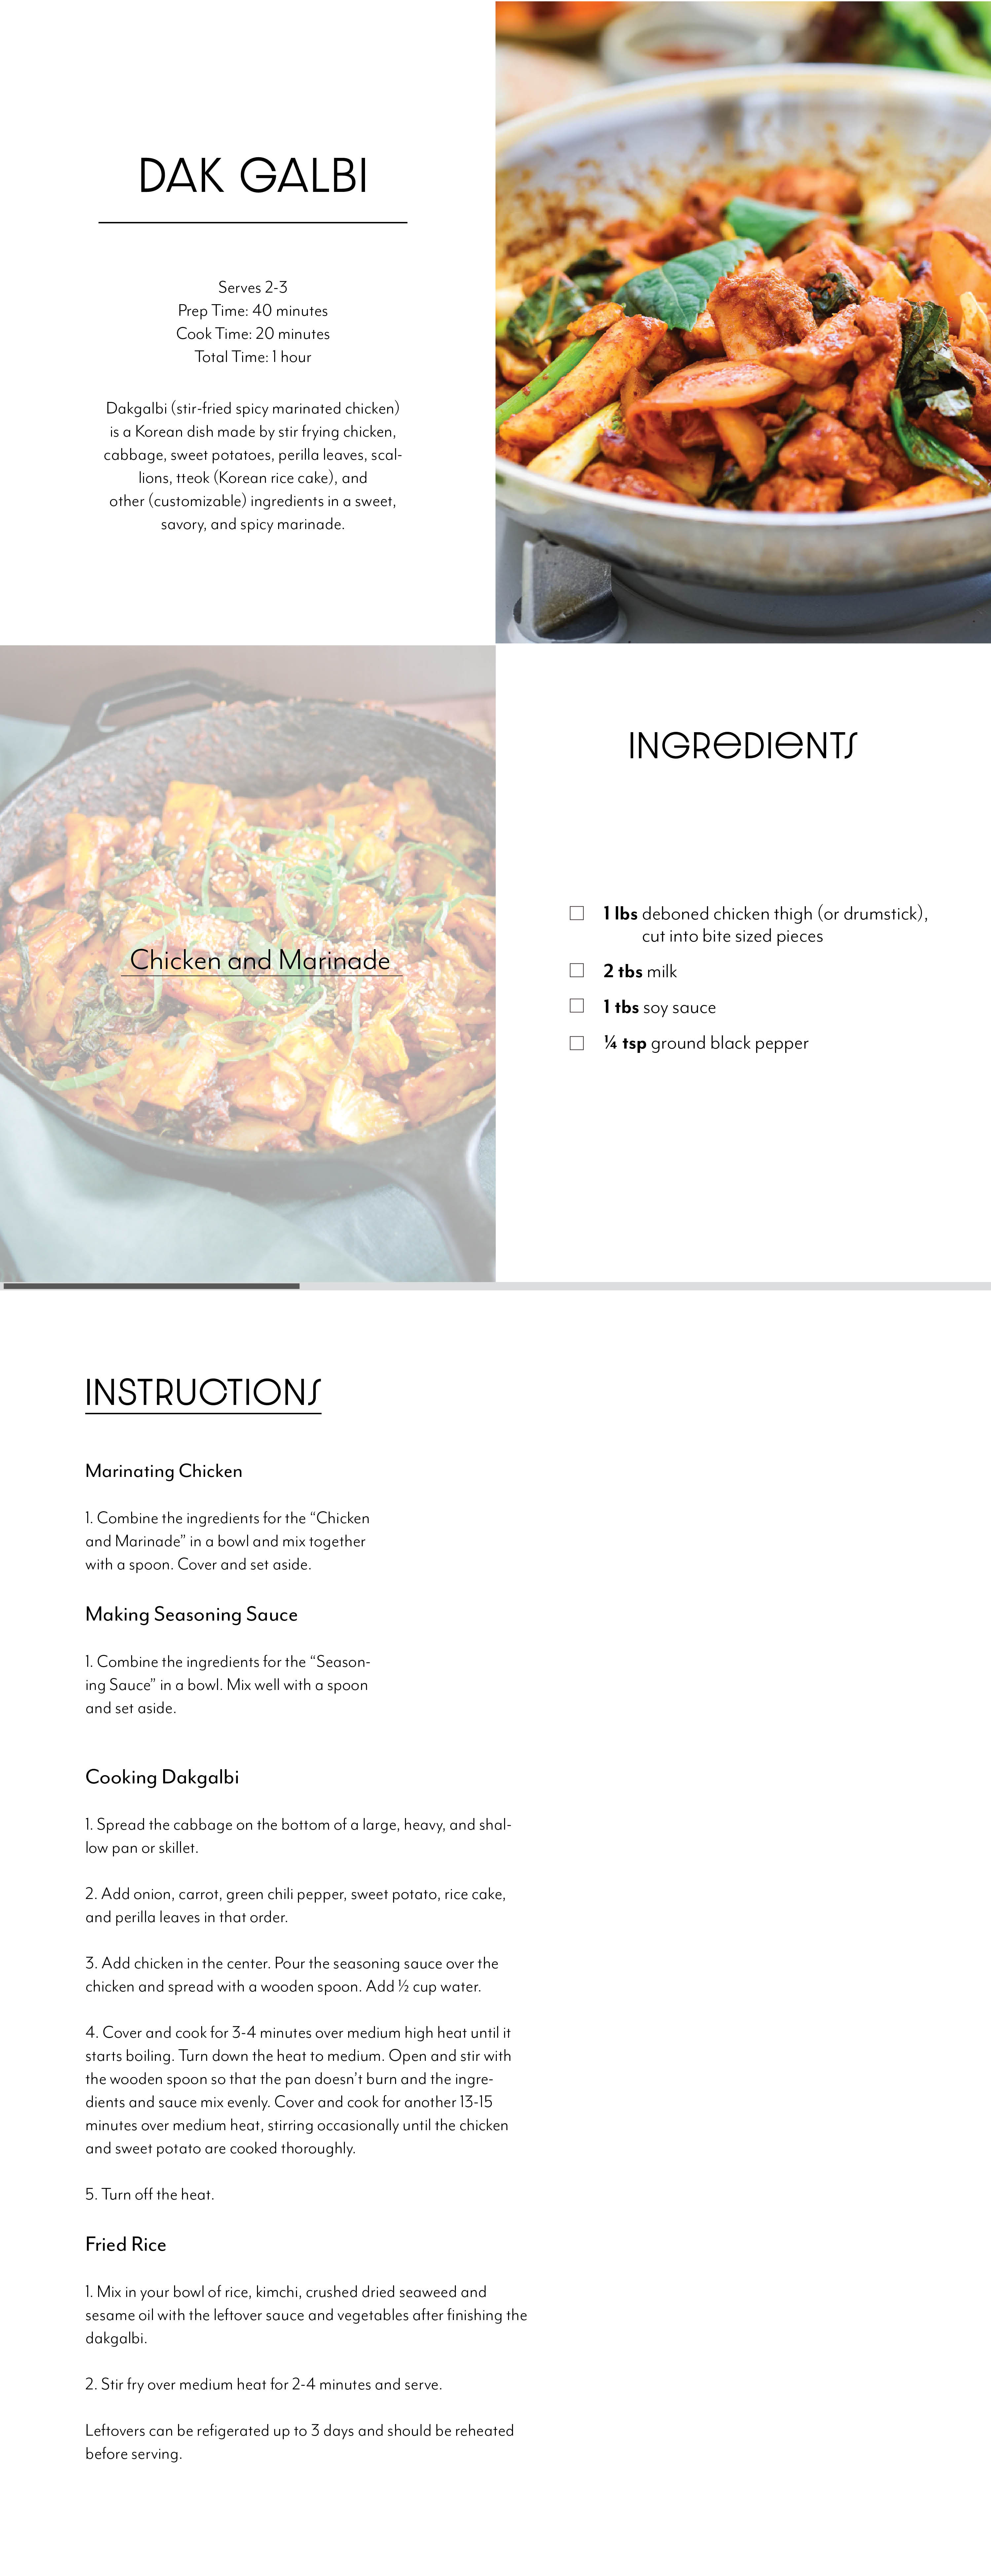 DAK GALBI
Serves 2-3
Prep Time: 40 minutes
Cook Time: 20 minutes
Total Time: 1 hour
Dakgalbi (stir-fried spicy marinated chicken)
is a Korean dish made by stir frying chicken,
cabbage, sweet potatoes, perilla leaves, scal-
lions, tteok (Korean rice cake), and
other (customizable) ingredients in a sweet,
savory, and spicy marinade.
Chicken and Marinade
INGREDIENTS
1 lbs deboned chicken thigh (or drumstick),
cut into bite sized pieces
2 tbs milk
1 tbs soy sauce
¼ tsp ground black pepper
INSTRUCTIONS
Marinating Chicken
1. Combine the ingredients for the “Chicken
and Marinade” in a bowl and mix together
with a spoon. Cover and set aside.
Making Seasoning Sauce
1. Combine the ingredients for the “Season-
ing Sauce” in a bowl. Mix well with a spoon
and set aside.
Cooking Dakgalbi
1. Spread the cabbage on the bottom of a large, heavy, and shal-
low pan or skillet.
2. Add onion, carrot, green chili pepper, sweet potato, rice cake,
and perilla leaves in that order.
3. Add chicken in the center. Pour the seasoning sauce over the
chicken and spread with a wooden spoon. Add ½ cup water.
4. Cover and cook for 3-4 minutes over medium high heat until it
starts boiling. Turn down the heat to medium. Open and stir with
the wooden spoon so that the pan doesn’t burn and the ingre-
dients and sauce mix evenly. Cover and cook for another 13-15
minutes over medium heat, stirring occasionally until the chicken
and sweet potato are cooked thoroughly.
5. Turn off the heat.
Fried Rice
1. Mix in your bowl of rice, kimchi, crushed dried seaweed and
sesame oil with the leftover sauce and vegetables after finishing the
dakgalbi.
2. Stir fry over medium heat for 2-4 minutes and serve.
Leftovers can be refigerated up to 3 days and should be reheated
before serving.